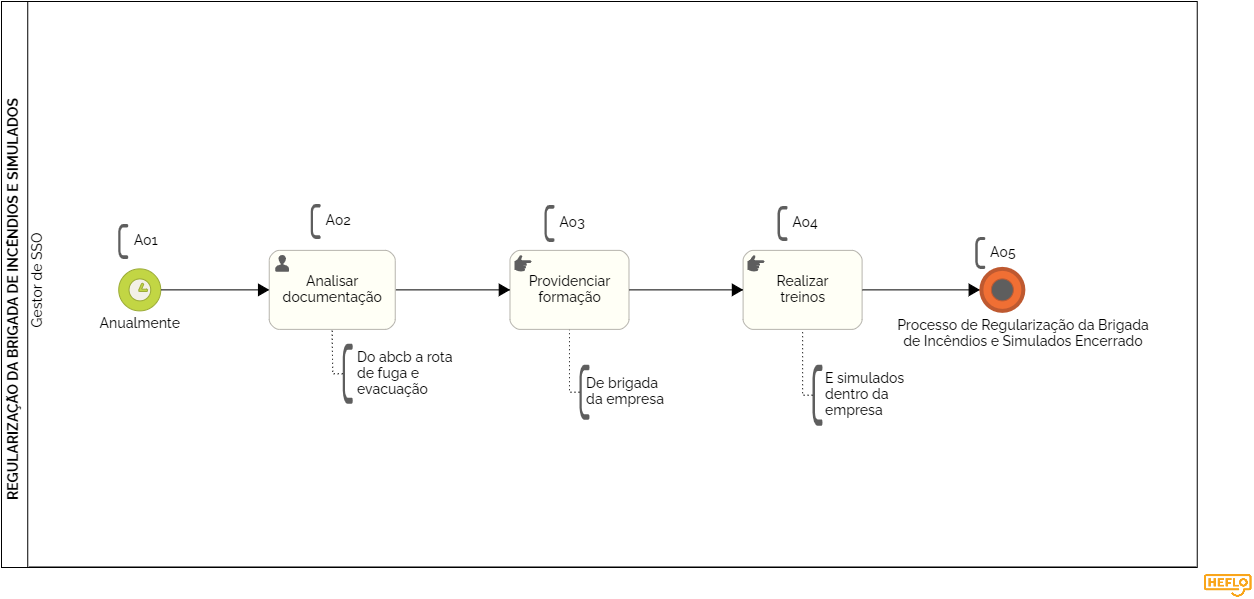 REGULARIZAÇÃO DA BRIGADA DE INCÊNDIOS E SIMULADOS
Gestor de SSO
A01
Anualmente
A02
Analisar
documentação
Do abcb a rota
de fuga e
evacuação
A03
Providenciar
formação
De brigada
da empresa
A04
Realizar
treinos
E simulados
dentro da
empresa
A05
Processo de Regularização da Brigada
de Incêndios e Simulados Encerrado
HEFLO